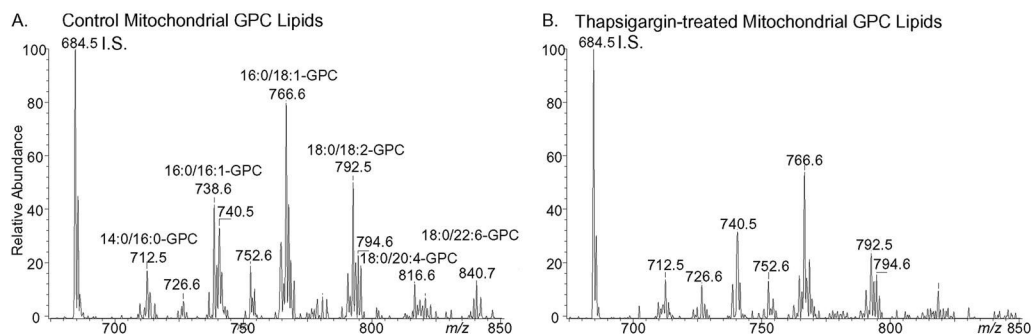 A. Control Mitochondrial GPC Lipids
684.5 I.S.
100
80
60
40
20
0
Relative Abundance
14:0/16:0-GPC
712.5
726.6
16:0/16:1-GPC
738.6
740.5
752.6
16:0/18:1-GPC
766.6
18:0/18:2-GPC
792.5
794.6
18:0/20:4-GPC
816.6
18:0/22:6-GPC
840.7
700
750
800
m/z 850
B. Thapsigargin-treated Mitochondrial GPC Lipids
684.5 I.S.
100
80
60
40
20
0
712.5
726.6
740.5
752.6
766.6
792.5
794.6
700
800
m/z 85